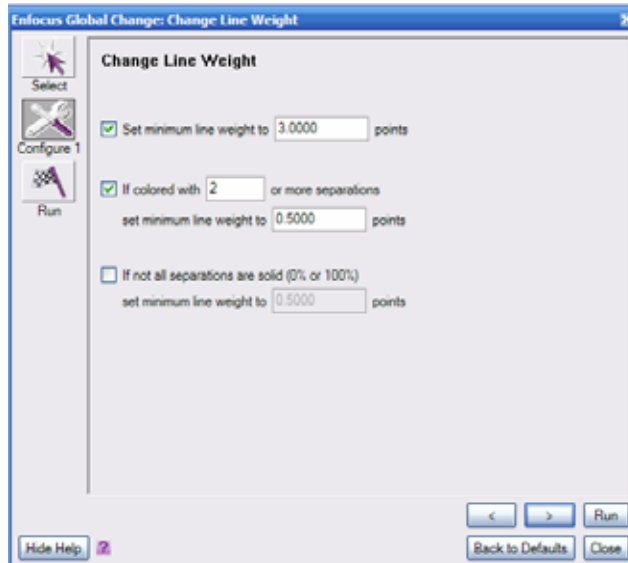 Enfocus Global Change: Change Line Weight
Select
Configure 1
Run
Change Line Weight
Set minimum line weight to 3.0000 points
If colored with 2 or more separations
set minimum line weight to 0.5000 points
If not all separations are solid (0% or 100%)
set minimum line weight to 0.5000 points
< > Run
Hide Help ? Back to Defaults Close